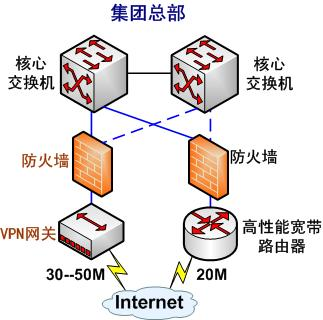 集团总部
核心
交换机
核心
交换机
防火墙
防火墙
VPN网关
高性能宽带
路由器
30--50M
20M
Internet